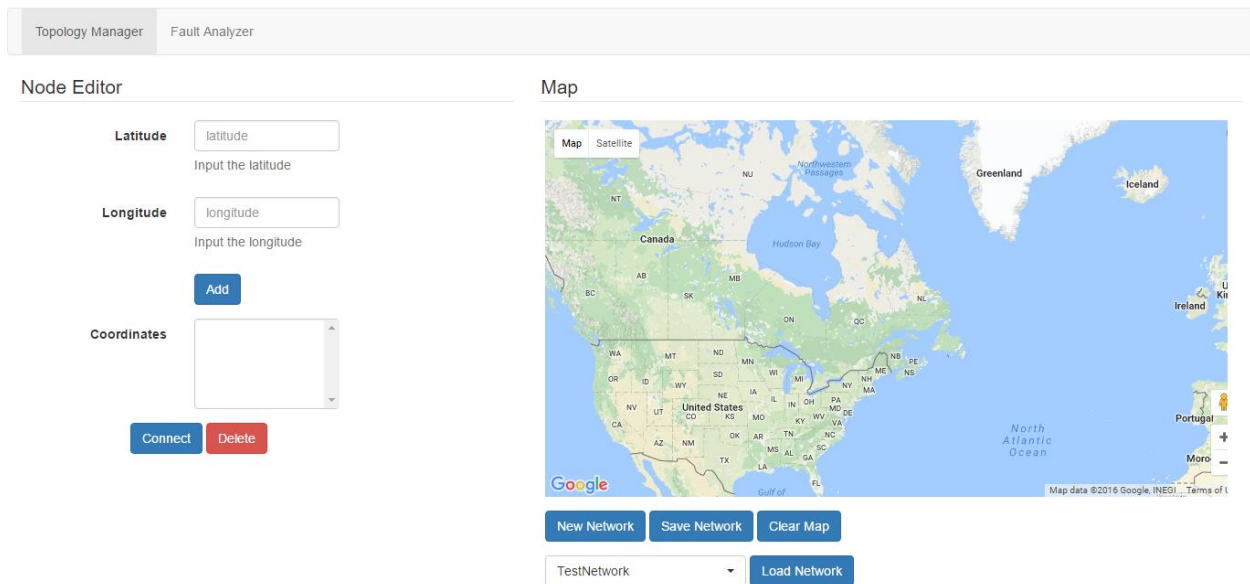 Topology Manager Fault Analyzer
Node Editor
Latitude latitude
Input the latitude
Longitude longitude
Input the longitude
Add
Coordinates
Connect Delete
Map
Map Satellite
Northwestern
Passages
NU
Greenland
Iceland
NT
Canada
Hudson Bay
AB
MB
BC
SK
NL
Ireland
ON
QC
WA
MT
ND
MN
NB
PE
OR
ID
SD
WI
MI
ME
NS
WY
NH
NY
MA
NE
IA
NV
UT
United States
IL
IN
OH
PA
MD
DE
CO
KS
MO
KY
WV
VA
CA
Portugal
AZ
NM
OK
AR
TN
NC
North
Atlantic
Ocean
MS
AL
SC
TX
GA
LA
FL
Gulf of
Google
Map data ©2016 Google, INEGI Terms of
New Network Save Network Clear Map
TestNetwork Load Network